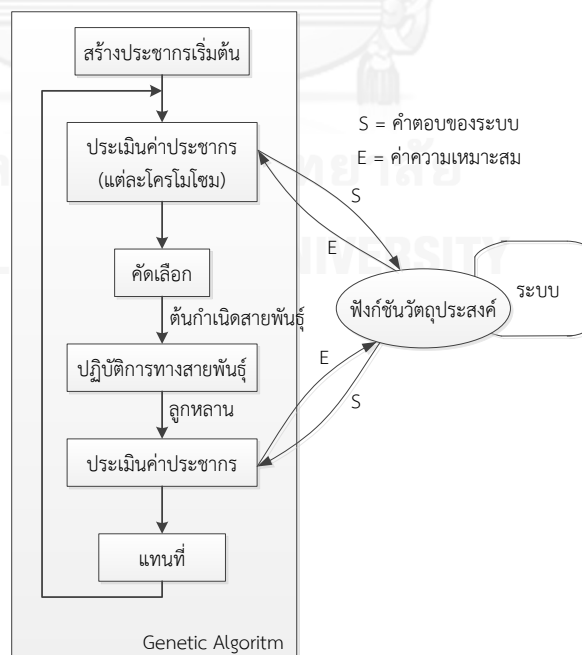 สร้างประชากรเริ่มต้น
ประเมินค่าประชากร
(แต่ละโครโมโซม)
คัดเลือก
ต้นกำเนิดสายพันธุ์
ปฏิบัติการทางสายพันธุ์
ลูกหลาน
ประเมินค่าประชากร
แทนที่
Genetic Algoritm
S = คำตอบของระบบ
E = ค่าความเหมาะสม
S
E
ฟังก์ชันวัตถุประสงค์
ระบบ
E
S